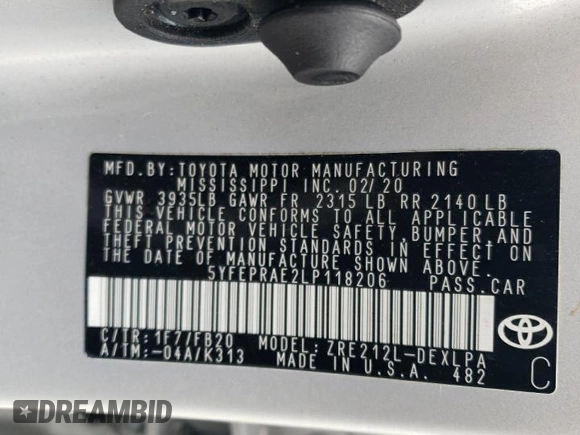 MFD.BY:TOYOTA MOTOR MANUFACTURING
MISSISSIPPI INC. 02/20
GVWR 3935LB GAWR FR 2315 LB RR 2140 LB
THIS VEHICLE CONFORMS TO ALL APPLICABLE
FEDERAL MOTOR VEHICLE SAFETY, BUMPER, AND
THEFT PREVENTION STANDARDS IN EFFECT ON
THE DATE OF MANUFACTURE SHOWN ABOVE.
5YFEPRAE2LP118206 PASS.CAR
C/TR:1F7/FB20 MODEL:ZRE212L-DEXLPA
A/TM:-04A/K313 MADE IN U.S.A. 482
C
DREAMBID